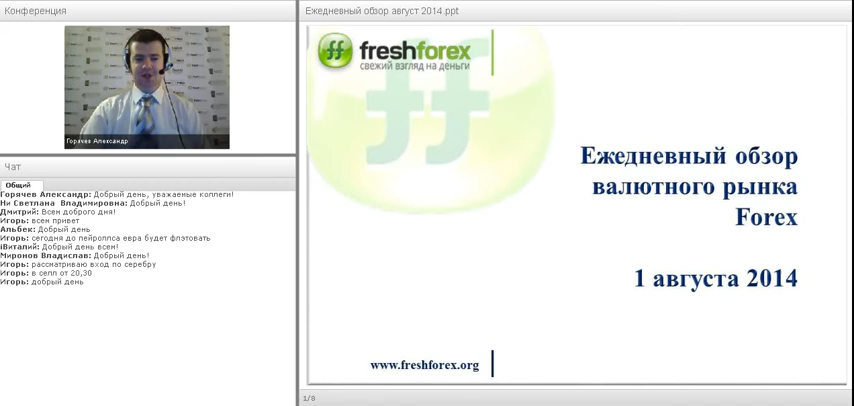 Конференция
Горячев Александр
Чат
Общий
Горячев Александр: Добрый день, уважаемые коллеги!
Ни Светлана Владимировна: Добрый день!
Дмитрий: Всем доброго дня!
Игорь: всем привет
Альбек: Добрый день
Игорь: сегодня до пейроллса евра будет флэтовать
iВиталий: Добрый день всем!
Миронов Владислав: Добрый день!
Игорь: рассматриваю вход по серебру
Игорь: в селл от 20,30
Игорь: добрый день
Ежедневный обзор август 2014.ppt
ff freshforex
свежий взгляд на деньги
ff
Ежедневный обзор
валютного рынка
Forex
1 августа 2014
www.freshforex.org
1/8